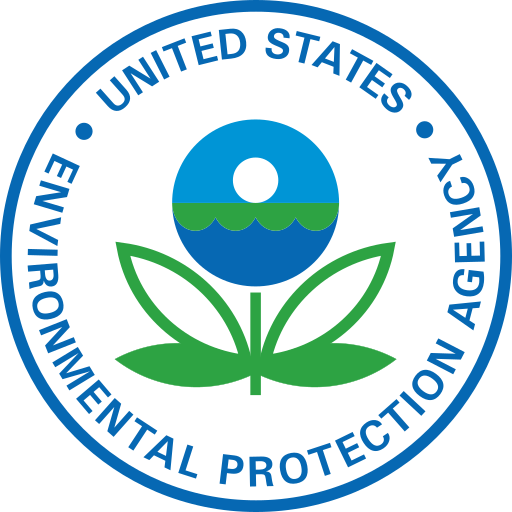 UNITED STATES
ENVIRONMENTAL PROTECTION AGENCY